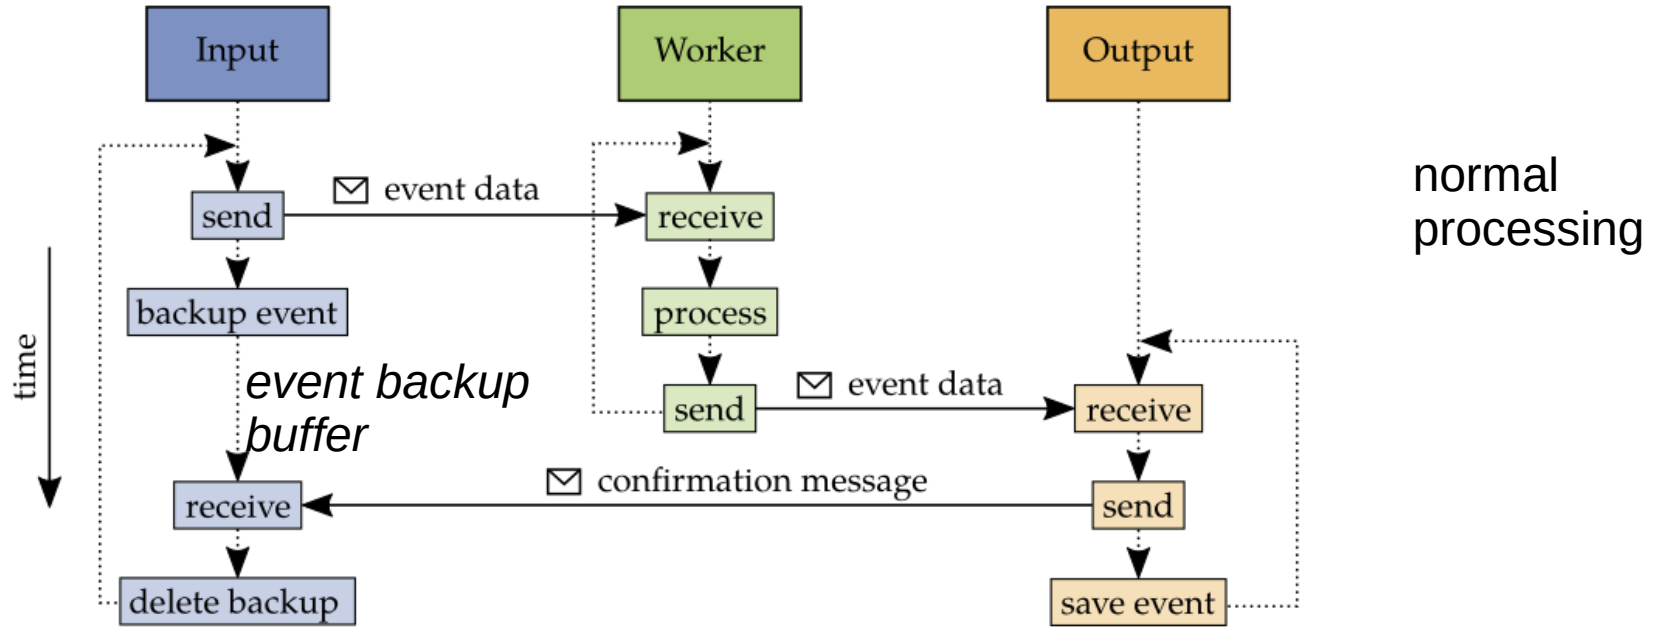 Input
Worker
Output
normal
processing
event data
send
receive
backup event
process
time
event backup
buffer
event data
send
receive
confirmation message
receive
send
delete backup
save event